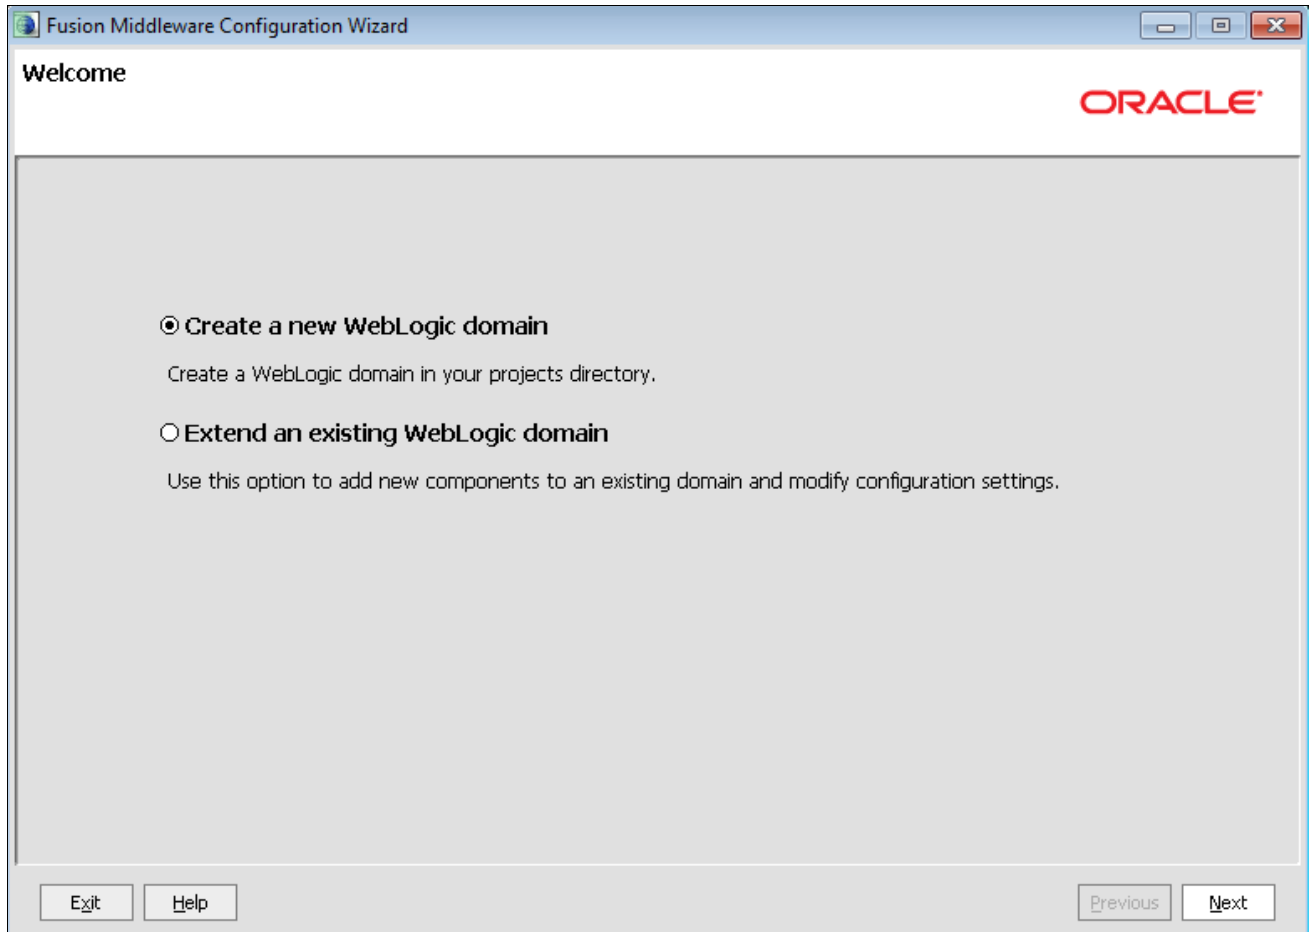 Fusion Middleware Configuration Wizard
Welcome
ORACLE
Create a new WebLogic domain
Create a WebLogic domain in your projects directory.
Extend an existing WebLogic domain
Use this option to add new components to an existing domain and modify configuration settings.
Exit
Help
Previous
Next